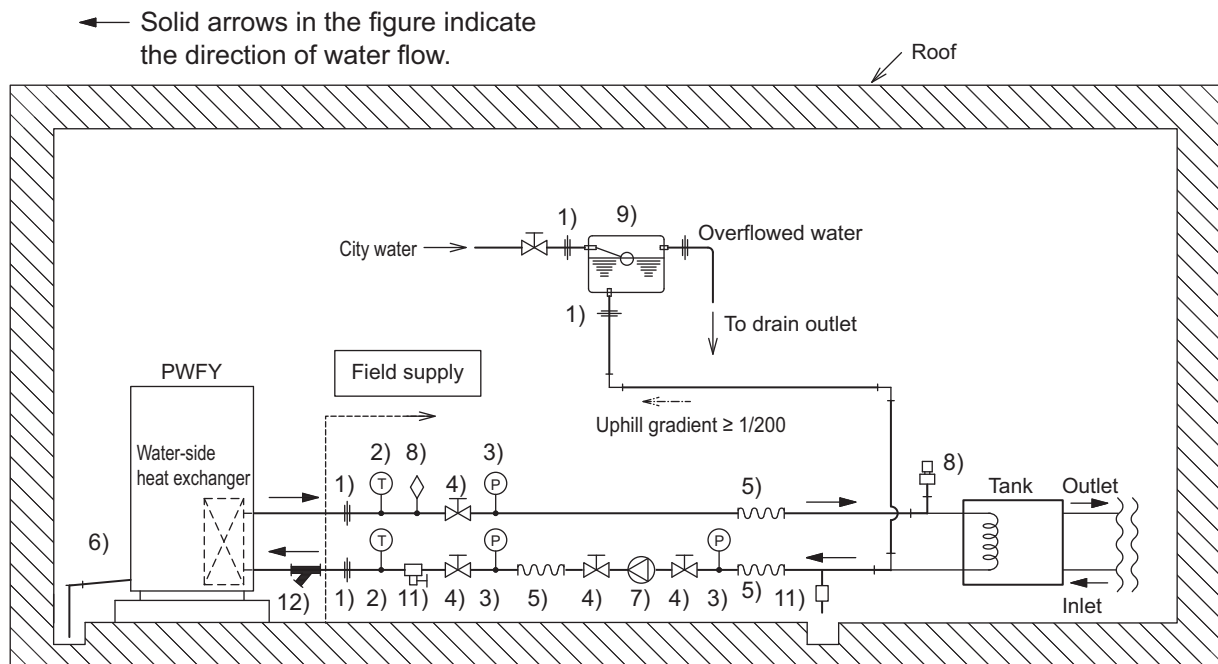 Solid arrows in the figure indicate
the direction of water flow.
Roof
1)
9)
City water
Overflowed water
1)
To drain outlet
PWFY
Field supply
Uphill gradient ≥ 1/200
Water-side
heat exchanger
2)
8)
3)
8)
1)
T
4)
P
5)
Tank
Outlet
6)
T
P
P
12)
1)
2)
11)
4)
3)
5)
4)
7)
4)
3)
5)
11)
Inlet